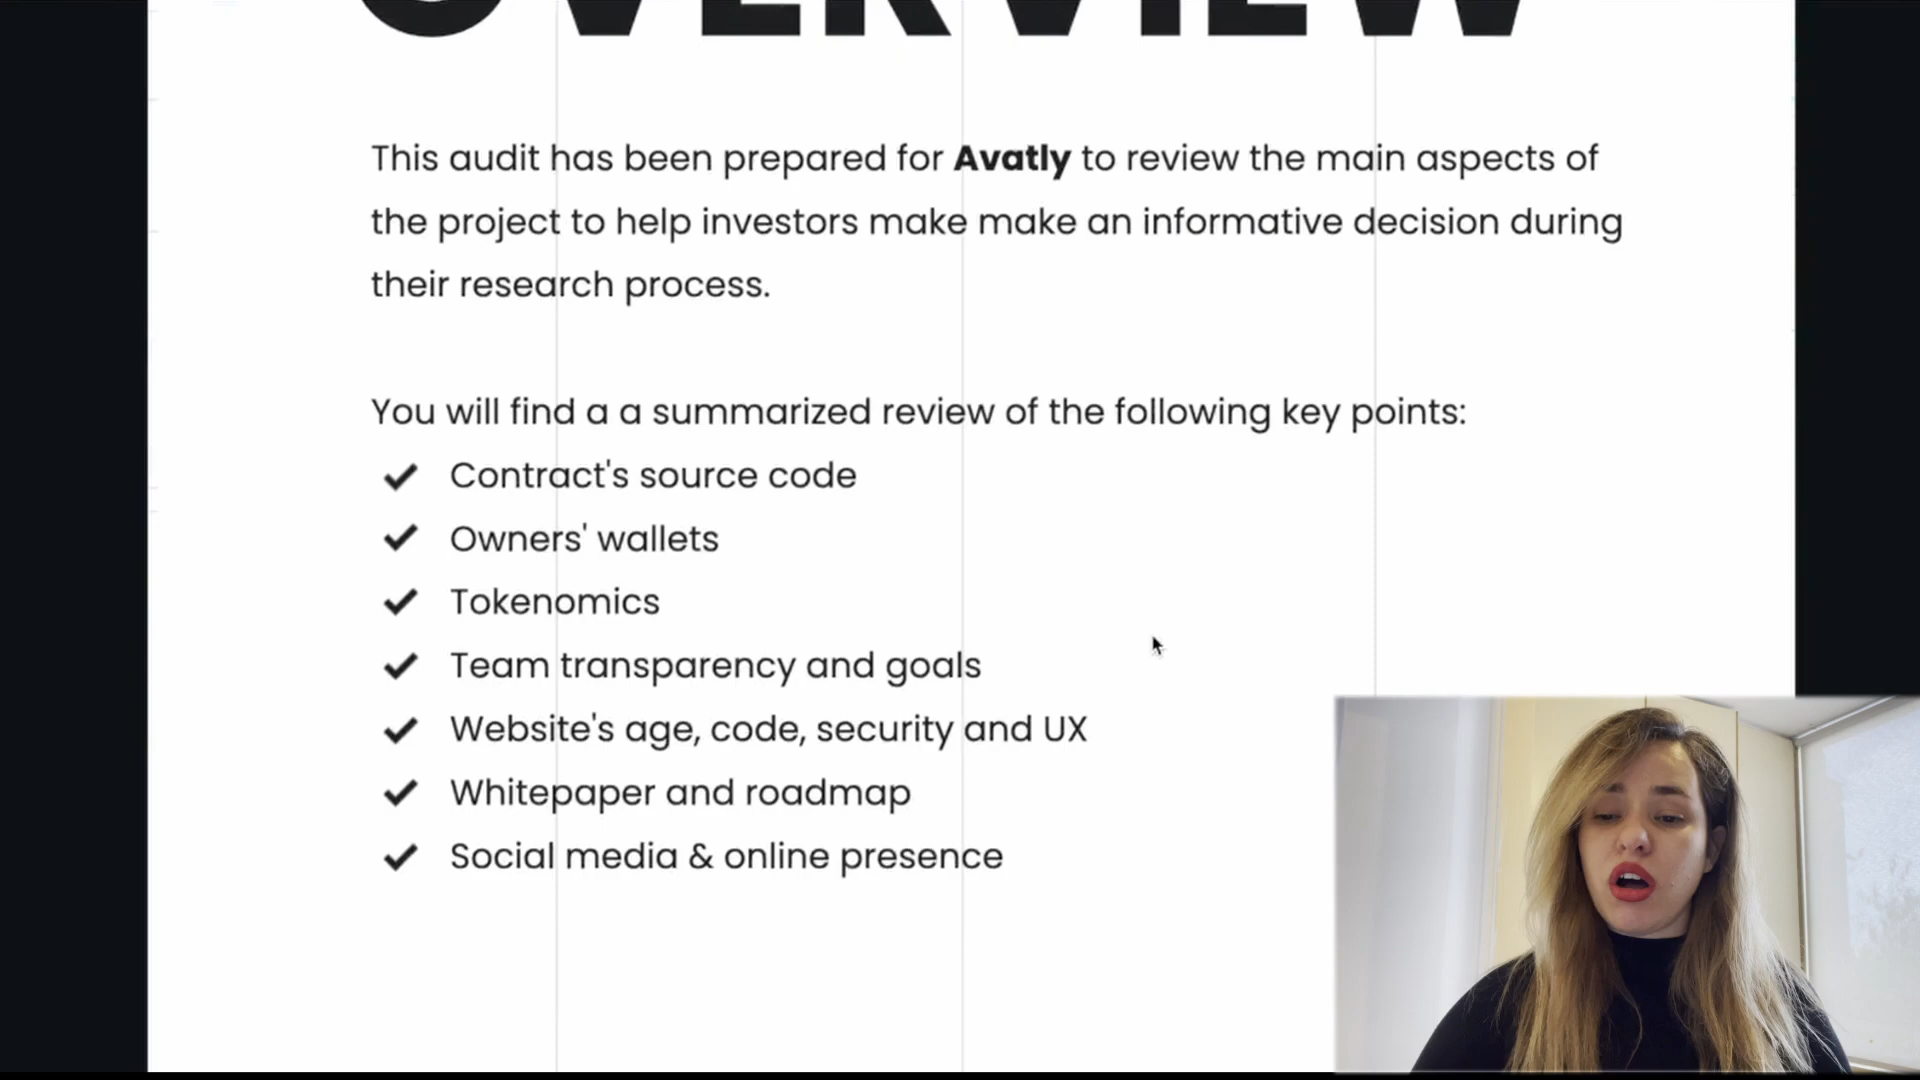 OVERVIEW
This audit has been prepared for Avatly to review the main aspects of
the project to help investors make make an informative decision during
their research process.
You will find a a summarized review of the following key points:
Contract's source code
Owners' wallets
Tokenomics
Team transparency and goals
Website's age, code, security and UX
Whitepaper and roadmap
Social media & online presence